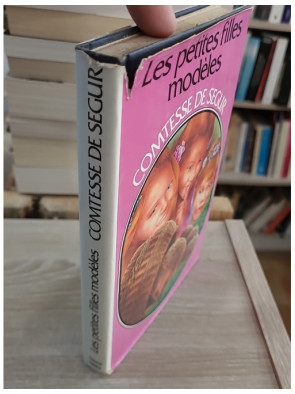 Les petites filles
modèles
COMTESSE DE SEGUR
Les petites filles modèles COMTESSE DE SEGUR